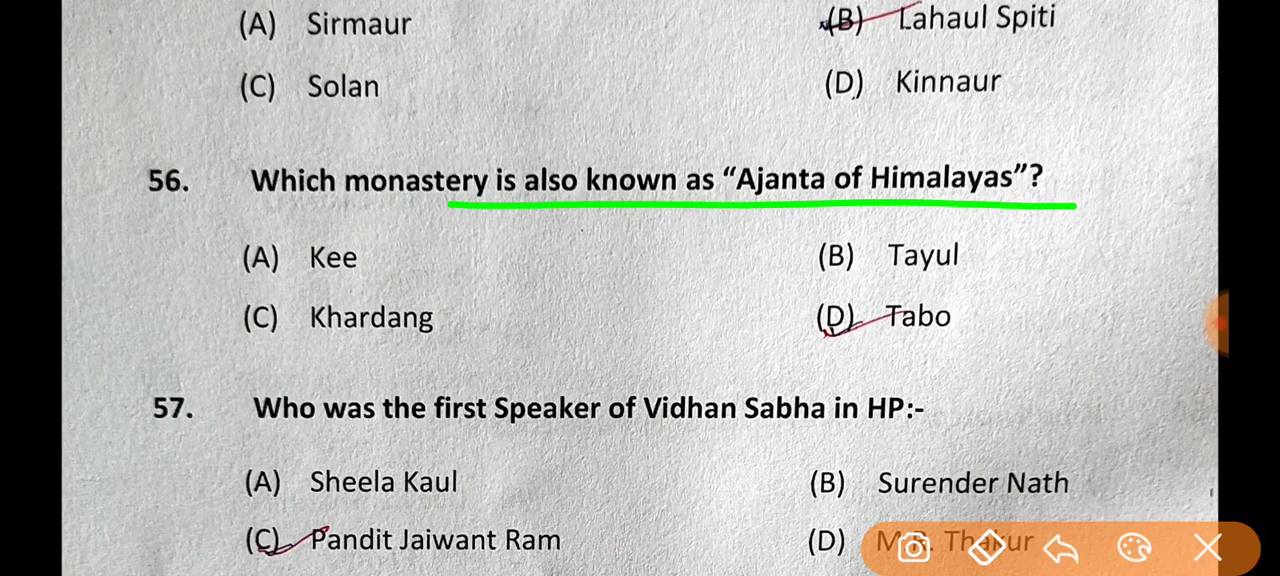 (A) Sirmaur (B) Lahaul Spiti
(C) Solan (D) Kinnaur
56. Which monastery is also known as “Ajanta of Himalayas”?
(A) Kee (B) Tayul
(C) Khardang (D) Tabo
57. Who was the first Speaker of Vidhan Sabha in HP:-
(A) Sheela Kaul (B) Surender Nath
(C) Pandit Jaiwant Ram (D) M.R. Thakur